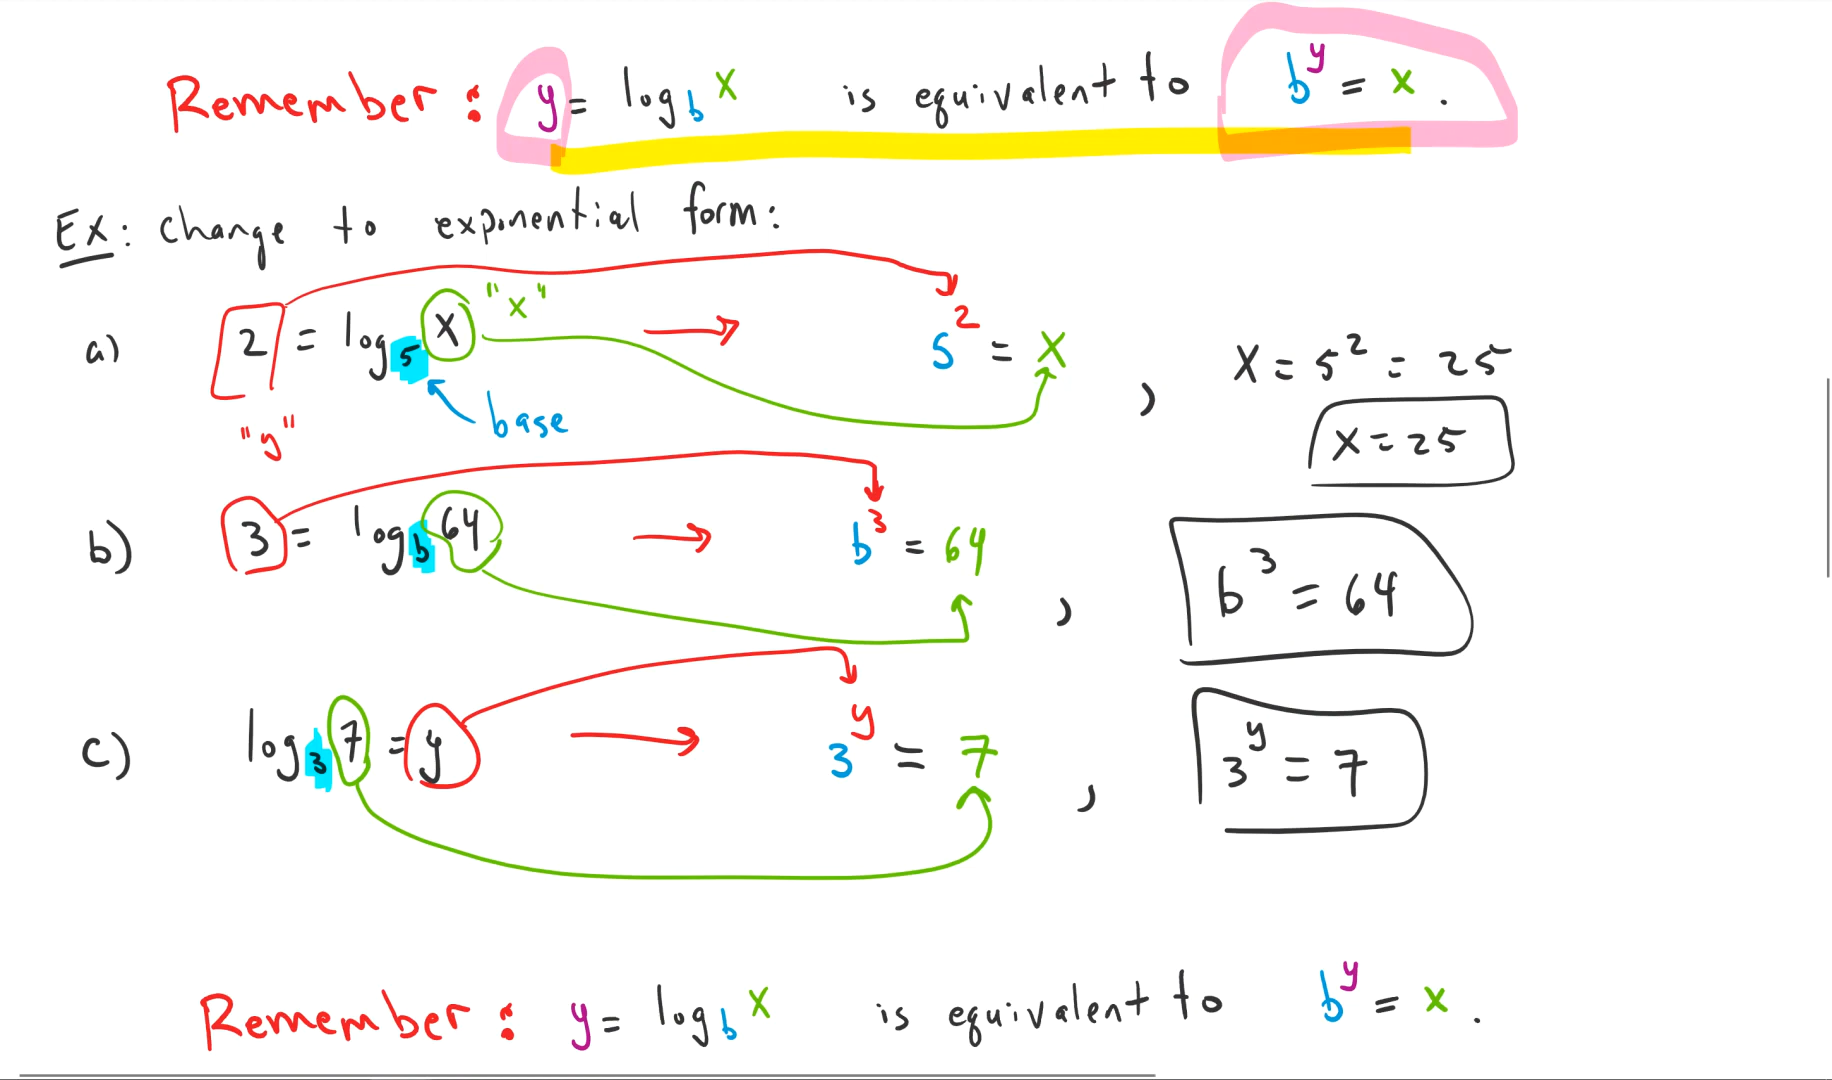 Remember: y = log_b x is equivalent to b^y = x.
Ex: change to exponential form:
a) 2 = log_5 x "x" → 5^2 = x , x = 5^2 = 25
"y" base x = 25
b) 3 = log_b 64 → b^3 = 64 , b^3 = 64
c) log_3 7 = y → 3^y = 7 , 3^y = 7
Remember: y = log_b x is equivalent to b^y = x.